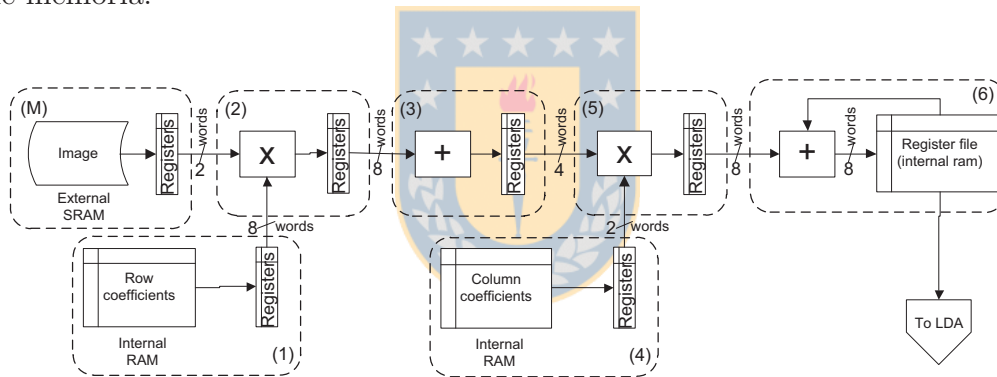 de memoria.
(M)
Image
External
SRAM
Registers
words
2
(2)
X
Registers
words
8
(3)
+
Registers
words
4
(5)
X
Registers
words
8
(6)
+
words
8
Register file
(internal ram)
To LDA
8
words
Row
coefficients
Registers
Internal
RAM
(1)
2
words
Column
coefficients
Registers
Internal
RAM
(4)